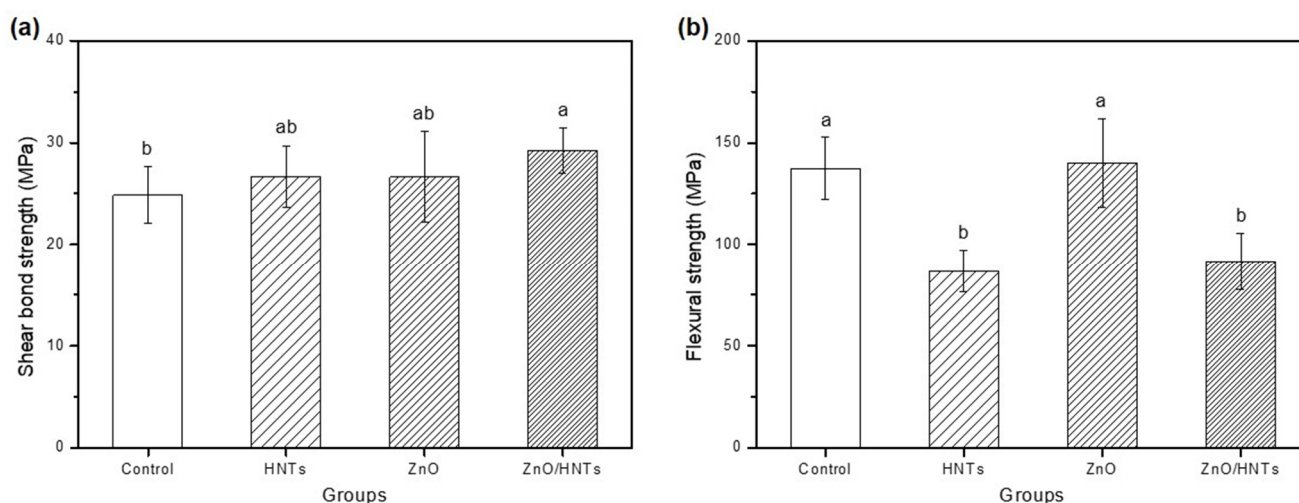 (a)
Shear bond strength (MPa)
40
30
20
10
0
b
ab
ab
a
Control
HNTs
ZnO
ZnO/HNTs
Groups
(b)
Flexural strength (MPa)
200
150
100
50
0
a
b
a
b
Control
HNTs
ZnO
ZnO/HNTs
Groups